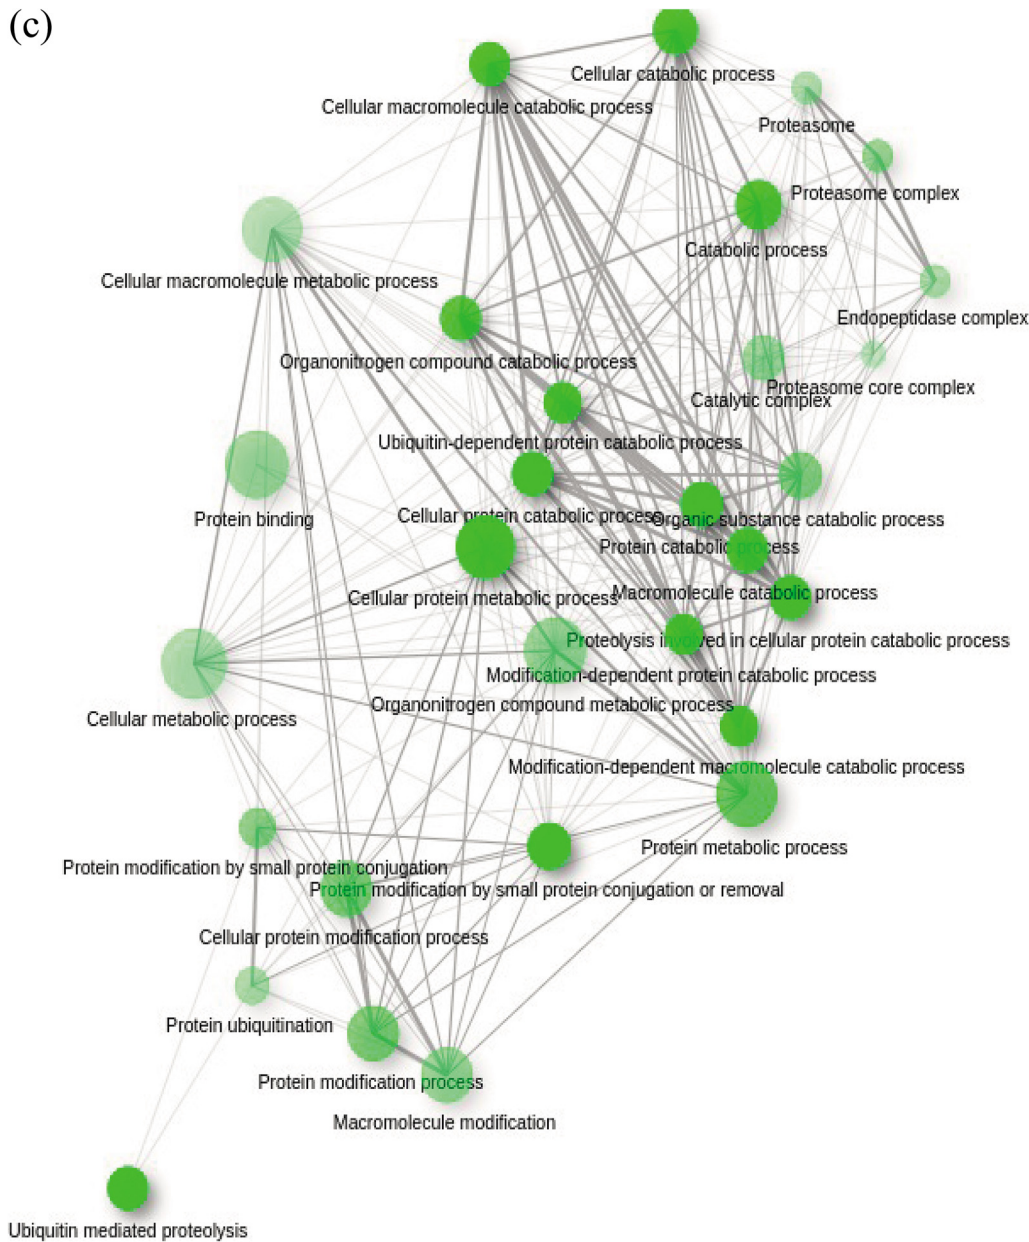 (c)
Cellular catabolic process
Cellular macromolecule catabolic process
Proteasome
Proteasome complex
Catabolic process
Cellular macromolecule metabolic process
Endopeptidase complex
Organonitrogen compound catabolic process
Proteasome core complex
Catalytic complex
Ubiquitin-dependent protein catabolic process
Cellular protein catabolic process
Organic substance catabolic process
Protein binding
Protein catabolic process
Macromolecule catabolic process
Cellular protein metabolic process
Proteolysis involved in cellular protein catabolic process
Modification-dependent protein catabolic process
Organonitrogen compound metabolic process
Cellular metabolic process
Modification-dependent macromolecule catabolic process
Protein metabolic process
Protein modification by small protein conjugation
Protein modification by small protein conjugation or removal
Cellular protein modification process
Protein ubiquitination
Protein modification process
Macromolecule modification
Ubiquitin mediated proteolysis